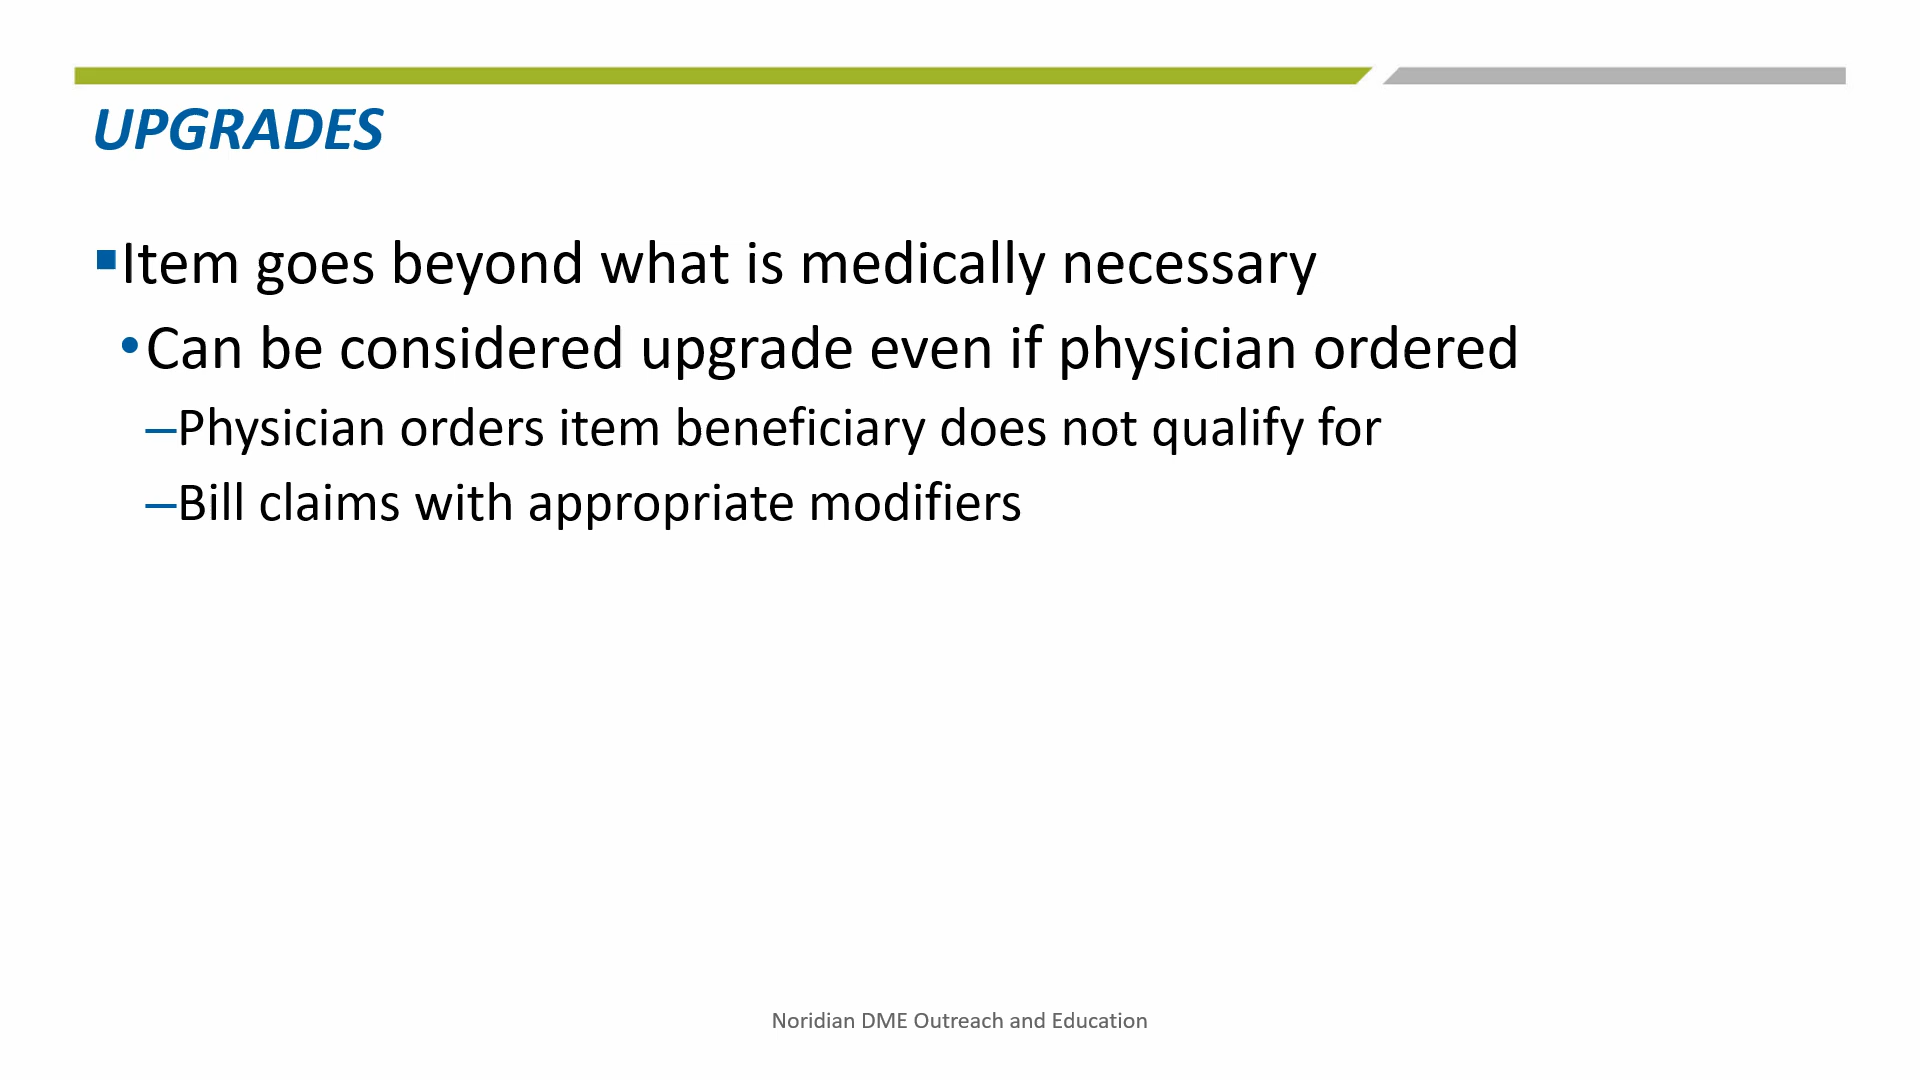 UPGRADES
▪Item goes beyond what is medically necessary
•Can be considered upgrade even if physician ordered
–Physician orders item beneficiary does not qualify for
–Bill claims with appropriate modifiers
Noridian DME Outreach and Education